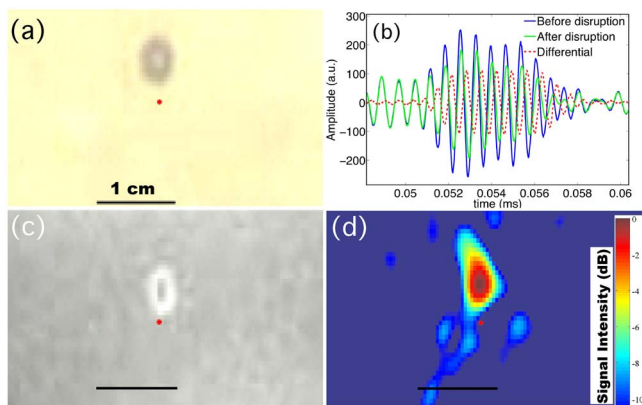 (a)
1 cm
(b)
300
200
100
0
-100
-200
Amplitude (a.u.)
Before disruption
After disruption
Differential
0.05
0.052
0.054
0.056
0.058
0.06
time (ms)
(c)
(d)
Signal Intensity (dB)
0
-2
-4
-6
-8
-10